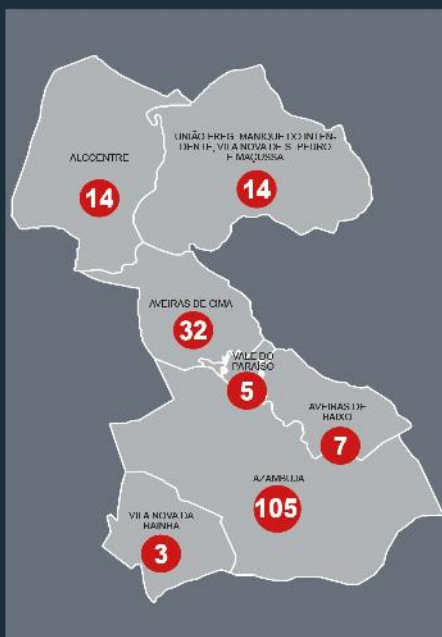 ALCOENTRE
14
UNIÃO FREG. MANIQUE DO INTEN-
DENTE, VILA NOVA DE S. PEDRO
E MAÇUSSA
14
AVEIRAS DE CIMA
32
VALE DO
PARAÍSO
5
AVEIRAS DE
BAIXO
7
AZAMBUJA
105
VILA NOVA DA
RAINHA
3